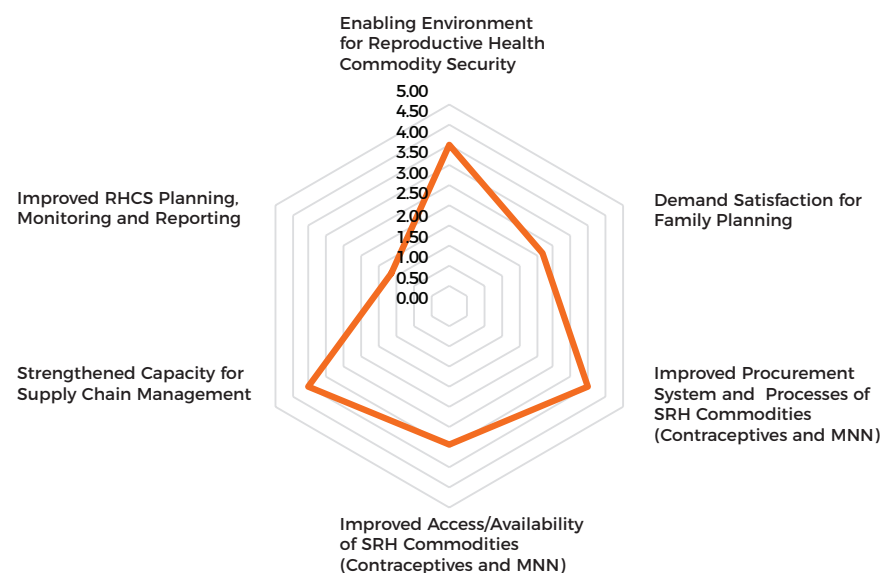 Enabling Environment
for Reproductive Health
Commodity Security
5.00
4.50
4.00
3.50
3.00
2.50
2.00
1.50
1.00
0.50
0.00
Improved RHCS Planning,
Monitoring and Reporting
Demand Satisfaction for
Family Planning
Strengthened Capacity for
Supply Chain Management
Improved Procurement
System and  Processes of
SRH Commodities
(Contraceptives and MNN)
Improved Access/Availability
of SRH Commodities
(Contraceptives and MNN)